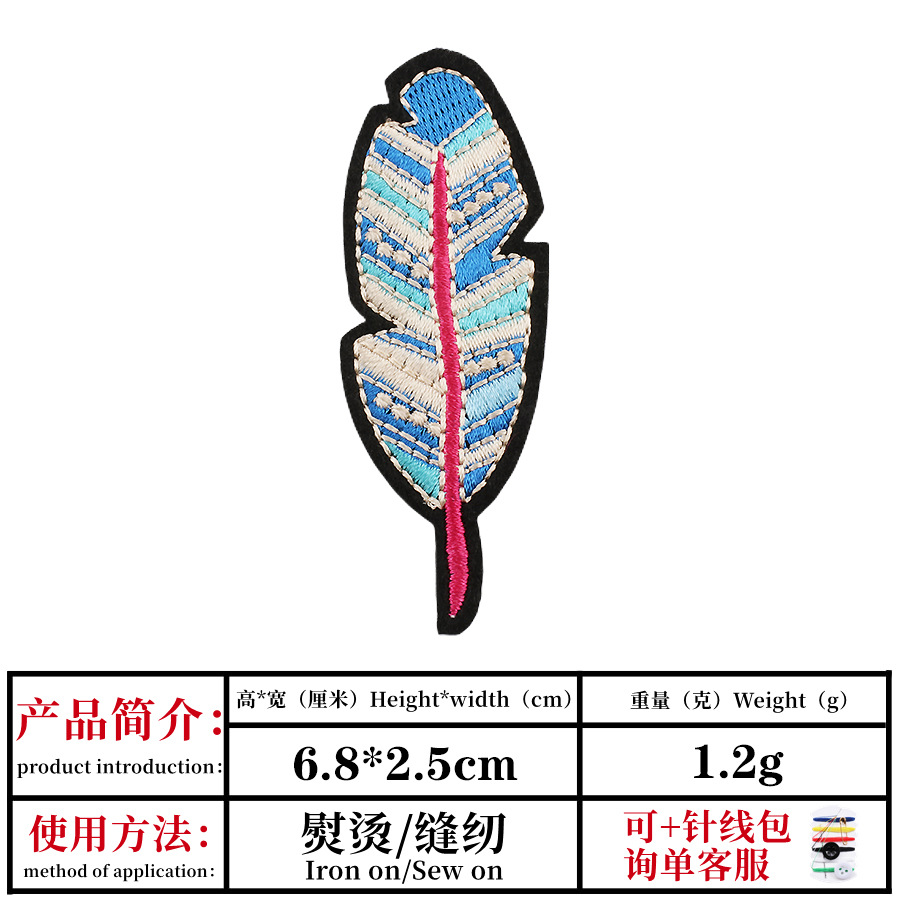 产品简介:
product introduction:
高*宽（厘米）Height*width（cm）
重量（克）Weight（g）
6.8*2.5cm
1.2g
使用方法:
method of application:
熨烫/缝纫
Iron on/Sew on
可+针线包
询单客服